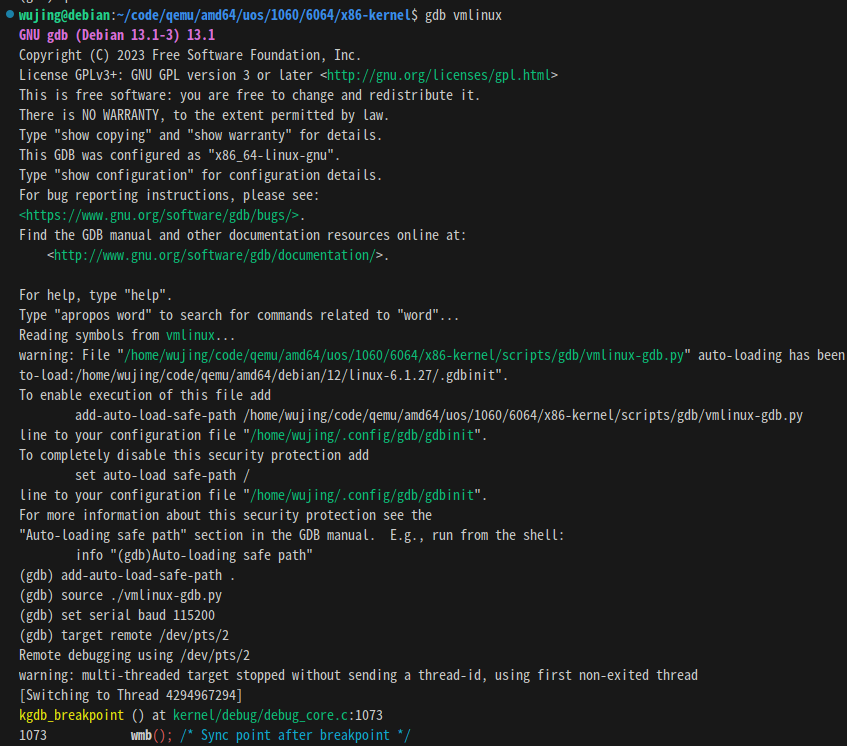 wujing@debian:~/code/qemu/amd64/uos/1060/6064/x86-kernel$ gdb vmlinux
GNU gdb (Debian 13.1-3) 13.1
Copyright (C) 2023 Free Software Foundation, Inc.
License GPLv3+: GNU GPL version 3 or later <http://gnu.org/licenses/gpl.html>
This is free software: you are free to change and redistribute it.
There is NO WARRANTY, to the extent permitted by law.
Type "show copying" and "show warranty" for details.
This GDB was configured as "x86_64-linux-gnu".
Type "show configuration" for configuration details.
For bug reporting instructions, please see:
<https://www.gnu.org/software/gdb/bugs/>.
Find the GDB manual and other documentation resources online at:
    <http://www.gnu.org/software/gdb/documentation/>.
For help, type "help".
Type "apropos word" to search for commands related to "word"...
Reading symbols from vmlinux...
warning: File "/home/wujing/code/qemu/amd64/uos/1060/6064/x86-kernel/scripts/gdb/vmlinux-gdb.py" auto-loading has been
to-load:/home/wujing/code/qemu/amd64/debian/12/linux-6.1.27/.gdbinit".
To enable execution of this file add
        add-auto-load-safe-path /home/wujing/code/qemu/amd64/uos/1060/6064/x86-kernel/scripts/gdb/vmlinux-gdb.py
line to your configuration file "/home/wujing/.config/gdb/gdbinit".
To completely disable this security protection add
        set auto-load safe-path /
line to your configuration file "/home/wujing/.config/gdb/gdbinit".
For more information about this security protection see the
"Auto-loading safe path" section in the GDB manual.  E.g., run from the shell:
        info "(gdb)Auto-loading safe path"
(gdb) add-auto-load-safe-path .
(gdb) source ./vmlinux-gdb.py
(gdb) set serial baud 115200
(gdb) target remote /dev/pts/2
Remote debugging using /dev/pts/2
warning: multi-threaded target stopped without sending a thread-id, using first non-exited thread
[Switching to Thread 4294967294]
kgdb_breakpoint () at kernel/debug/debug_core.c:1073
1073            wmb(); /* Sync point after breakpoint */